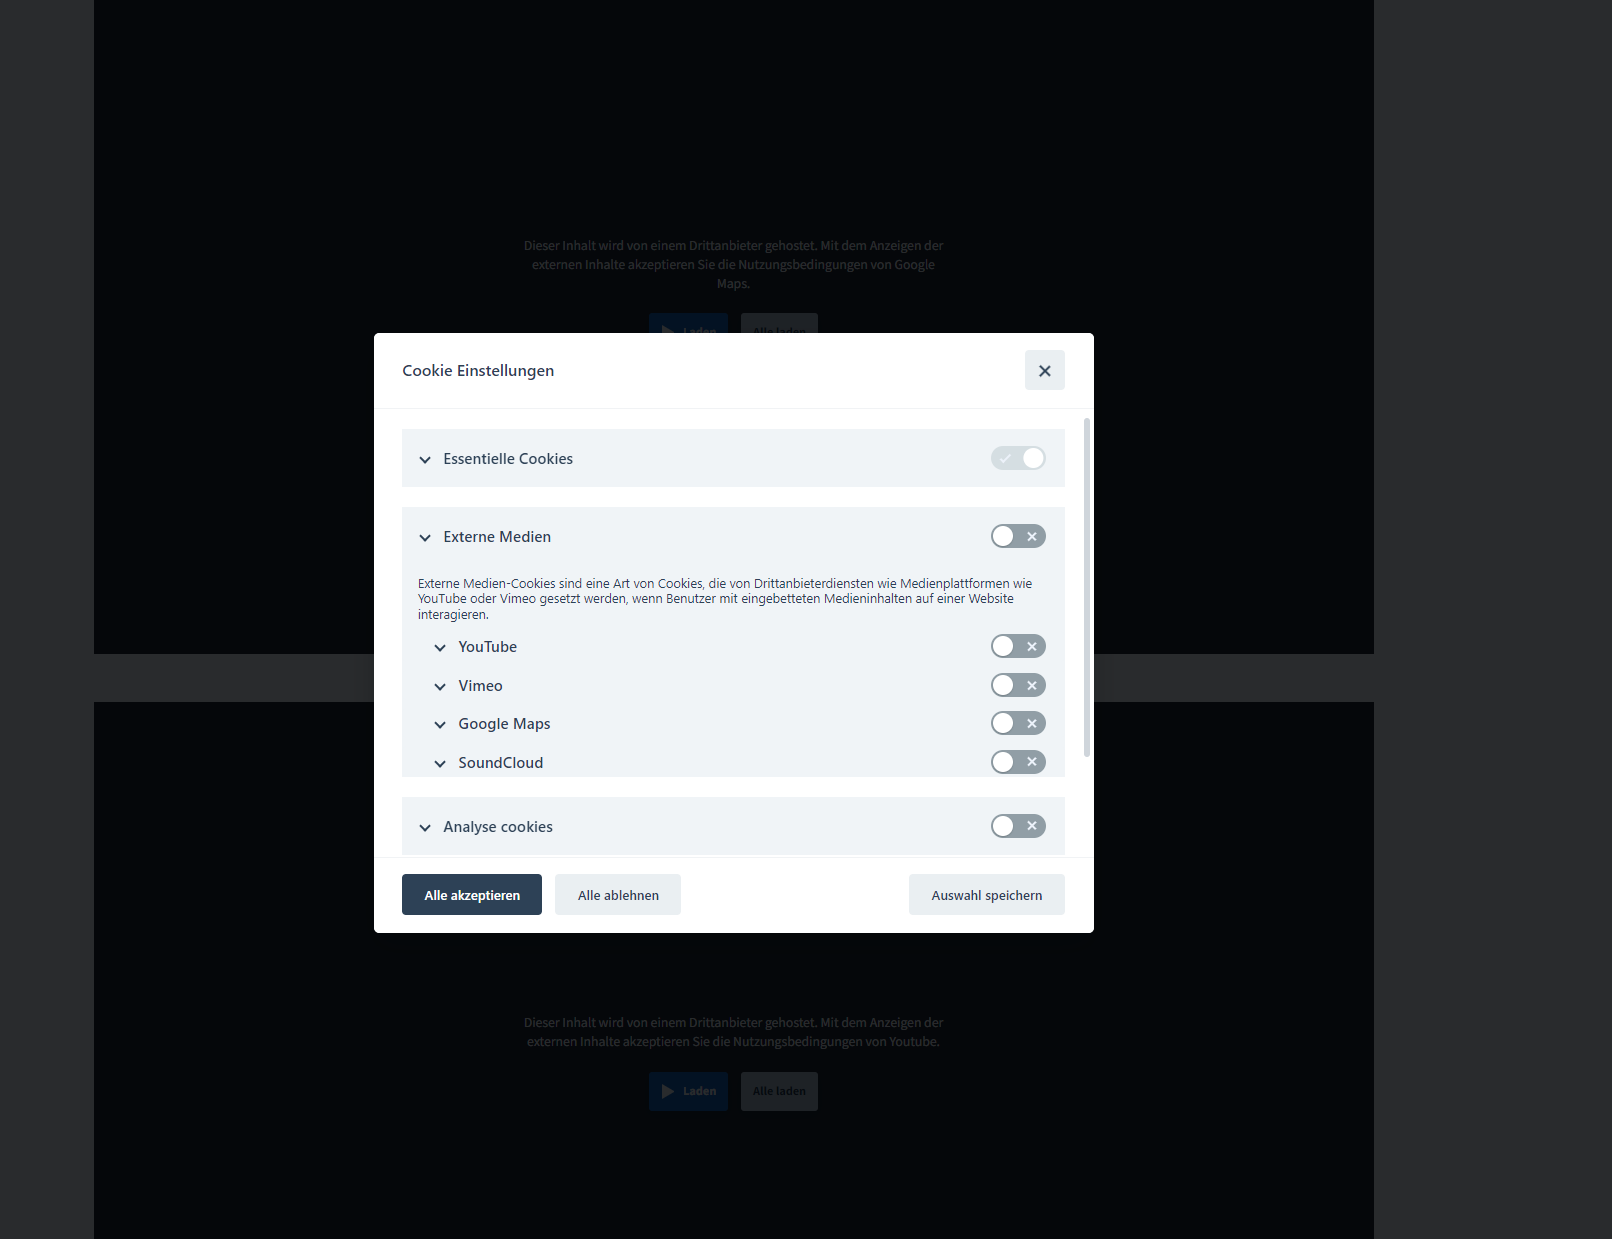 Dieser Inhalt wird von einem Drittanbieter gehostet. Mit dem Anzeigen der
externen Inhalte akzeptieren Sie die Nutzungsbedingungen von Google
Maps.
Laden
Alle laden
Cookie Einstellungen
Essentielle Cookies
Externe Medien
Externe Medien-Cookies sind eine Art von Cookies, die von Drittanbieterdiensten wie Medienplattformen wie
YouTube oder Vimeo gesetzt werden, wenn Benutzer mit eingebetteten Medieninhalten auf einer Website
interagieren.
YouTube
Vimeo
Google Maps
SoundCloud
Analyse cookies
Alle akzeptieren
Alle ablehnen
Auswahl speichern
Dieser Inhalt wird von einem Drittanbieter gehostet. Mit dem Anzeigen der
externen Inhalte akzeptieren Sie die Nutzungsbedingungen von Youtube.
Laden
Alle laden